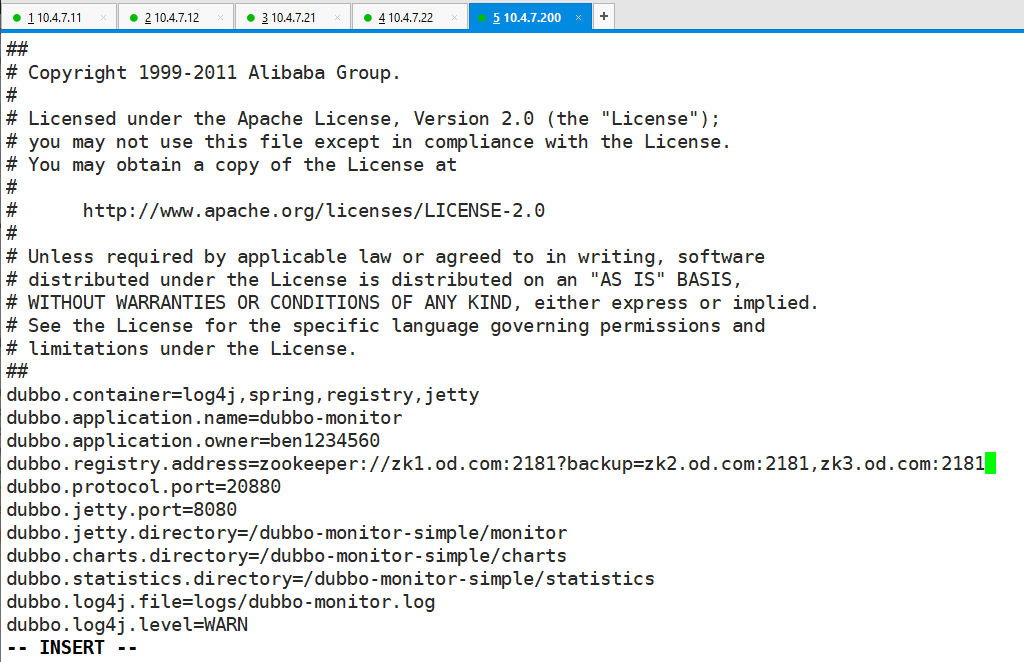 1 10.4.7.11 × 2 10.4.7.12 × 3 10.4.7.21 × 4 10.4.7.22 × 5 10.4.7.200 × +
##
# Copyright 1999-2011 Alibaba Group.
#
# Licensed under the Apache License, Version 2.0 (the "License");
# you may not use this file except in compliance with the License.
# You may obtain a copy of the License at
#
#      http://www.apache.org/licenses/LICENSE-2.0
#
# Unless required by applicable law or agreed to in writing, software
# distributed under the License is distributed on an "AS IS" BASIS,
# WITHOUT WARRANTIES OR CONDITIONS OF ANY KIND, either express or implied.
# See the License for the specific language governing permissions and
# limitations under the License.
##
dubbo.container=log4j,spring,registry,jetty
dubbo.application.name=dubbo-monitor
dubbo.application.owner=ben1234560
dubbo.registry.address=zookeeper://zk1.od.com:2181?backup=zk2.od.com:2181,zk3.od.com:2181
dubbo.protocol.port=20880
dubbo.jetty.port=8080
dubbo.jetty.directory=/dubbo-monitor-simple/monitor
dubbo.charts.directory=/dubbo-monitor-simple/charts
dubbo.statistics.directory=/dubbo-monitor-simple/statistics
dubbo.log4j.file=logs/dubbo-monitor.log
dubbo.log4j.level=WARN
-- INSERT --